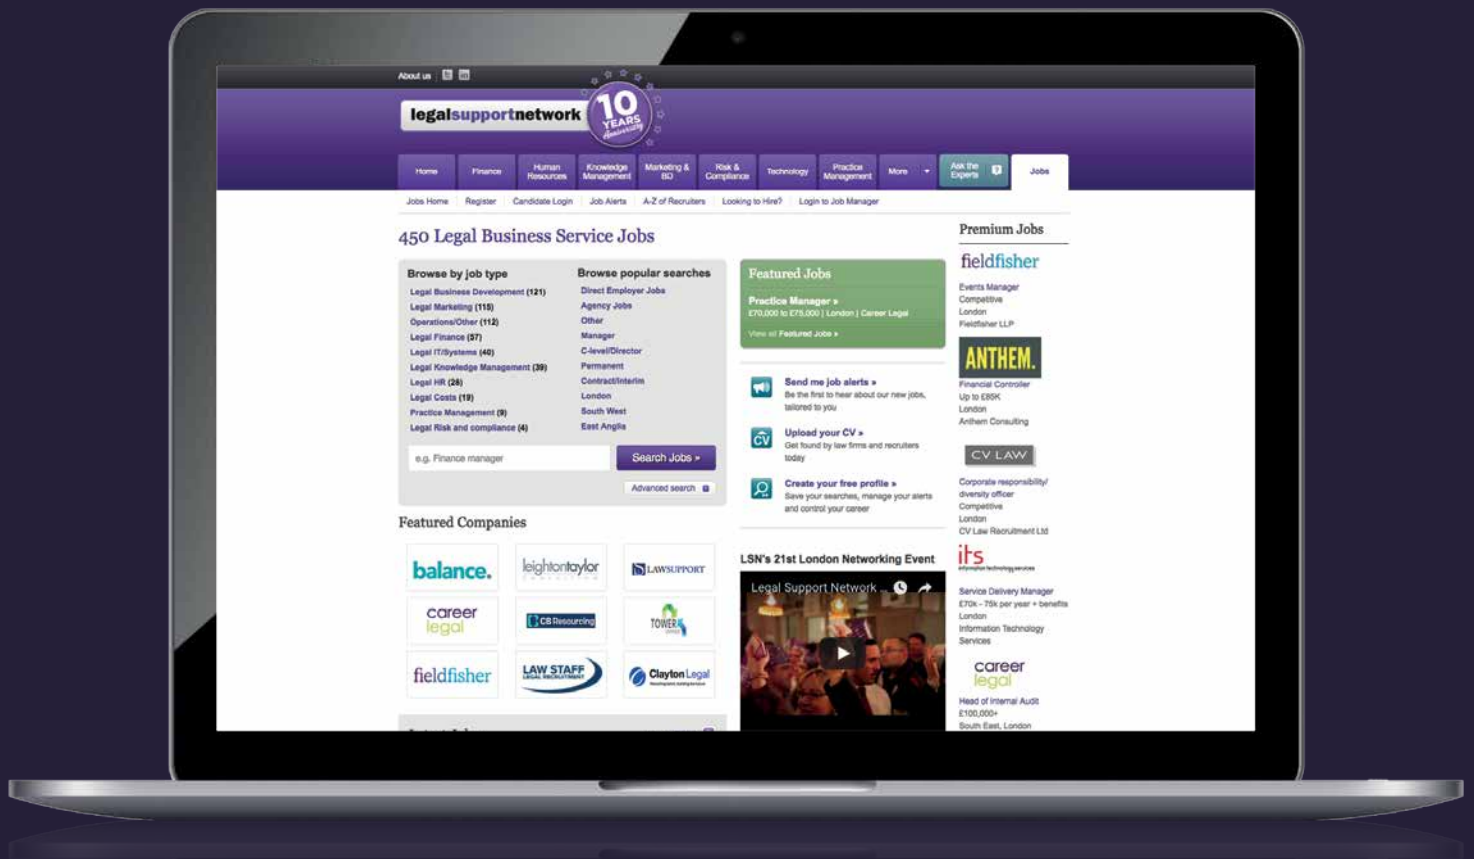 About us
legalsupportnetwork
10
YEARS
Anniversary
Home
Finance
Human
Resources
Knowledge
Management
Marketing &
BD
Risk &
Compliance
Technology
Practice
Management
More
Ask the
Experts
Jobs
Jobs Home
Register
Candidate Login
Job Alerts
A-Z of Recruiters
Looking to Hire?
Login to Job Manager
450 Legal Business Service Jobs
Browse by job type
Legal Business Development (121)
Legal Marketing (115)
Operations/Other (112)
Legal Finance (57)
Legal IT/Systems (40)
Legal Knowledge Management (39)
Legal HR (28)
Legal Costs (19)
Practice Management (9)
Legal Risk and compliance (4)
Browse popular searches
Direct Employer Jobs
Agency Jobs
Other
Manager
C-level/Director
Permanent
Contract/Interim
London
South West
East Anglia
e.g. Finance manager
Search Jobs »
Advanced search
Featured Companies
balance.
leightontaylor
CONSULTING
LAWSUPPORT
career
legal
CB Resourcing
TOWER
fieldfisher
LAW STAFF
LEGAL RECRUITMENT
Clayton Legal
Featured Jobs
Practice Manager »
£70,000 to £75,000 | London | Career Legal
View all Featured Jobs »
Send me job alerts »
Be the first to hear about our new jobs,
tailored to you
CV
Upload your CV »
Get found by law firms and recruiters
today
Create your free profile »
Save your searches, manage your alerts
and control your career
LSN's 21st London Networking Event
Legal Support Network ...
Premium Jobs
fieldfisher
Events Manager
Competitive
London
Fieldfisher LLP
ANTHEM.
Financial Controller
Up to £85K
London
Anthem Consulting
CV LAW
Corporate responsibility/
diversity officer
Competitive
London
CV Law Recruitment Ltd
its
information technology services
Service Delivery Manager
£70k - 75k per year + benefits
London
Information Technology
Services
career
legal
Head of Internal Audit
£100,000+
South East, London